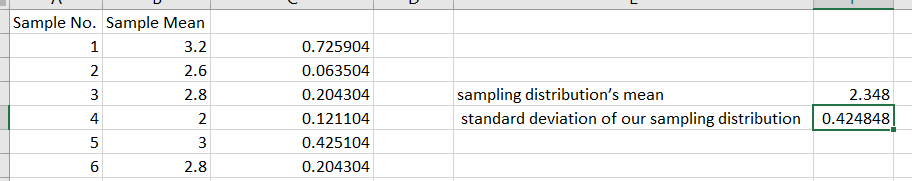 Sample No. Sample Mean
1 3.2 0.725904
2 2.6 0.063504
3 2.8 0.204304 sampling distribution’s mean 2.348
4 2 0.121104 standard deviation of our sampling distribution 0.424848
5 3 0.425104
6 2.8 0.204304